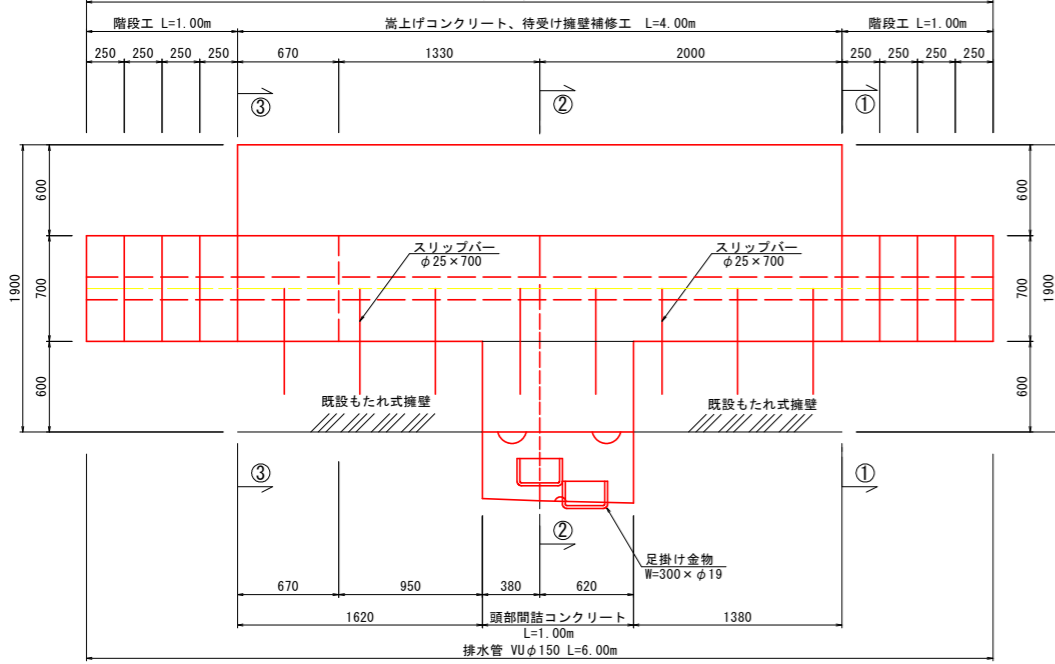 階段工 L=1.00m
嵩上げコンクリート、待受け擁壁補修工 L=4.00m
階段工 L=1.00m
250 250 250 250
670
1330
2000
250 250 250 250
③
②
①
600
700
600
1900
スリップバー
φ25×700
スリップバー
φ25×700
600
700
600
1900
既設もたれ式擁壁
既設もたれ式擁壁
③
②
①
足掛け金物
W=300×φ19
670
950
380
620
1620
頭部間詰コンクリート
L=1.00m
1380
排水管 VUφ150 L=6.00m